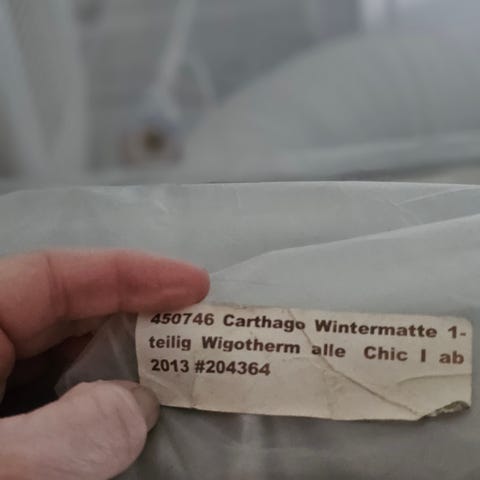 450746 Carthago Wintermatte 1-
teilig Wigotherm alle Chic I ab
2013 #204364